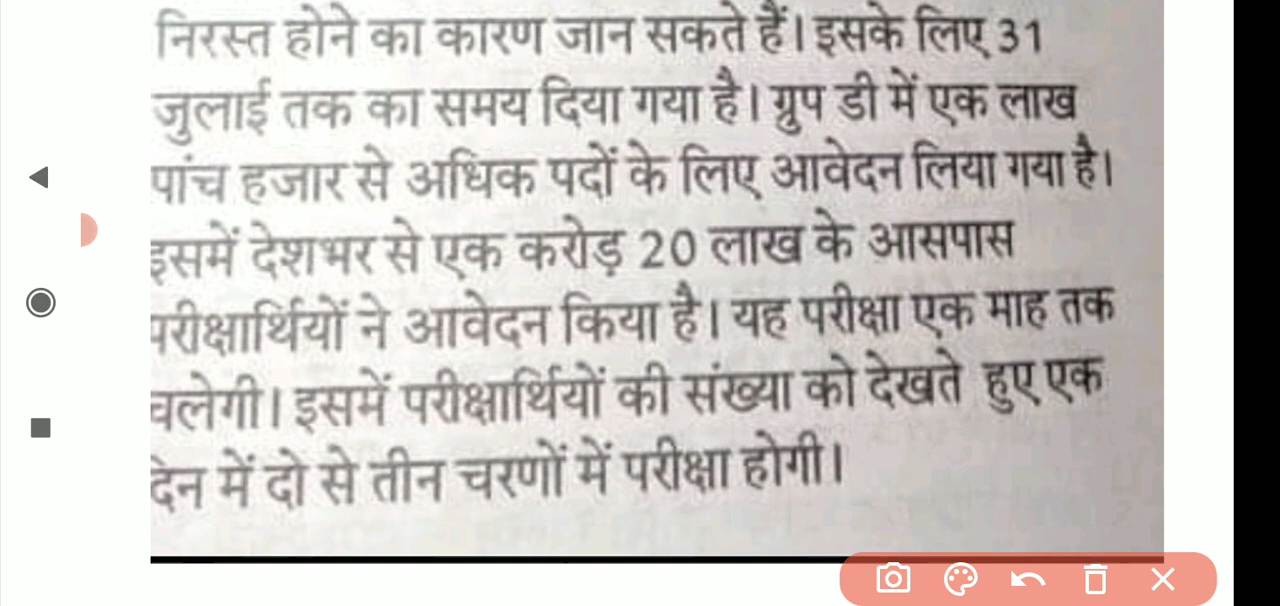 निरस्त होने का कारण जान सकते हैं। इसके लिए 31
जुलाई तक का समय दिया गया है। ग्रुप डी में एक लाख
पांच हजार से अधिक पदों के लिए आवेदन लिया गया है।
इसमें देशभर से एक करोड़ 20 लाख के आसपास
परीक्षार्थियों ने आवेदन किया है। यह परीक्षा एक माह तक
चलेगी। इसमें परीक्षार्थियों की संख्या को देखते हुए एक
दिन में दो से तीन चरणों में परीक्षा होगी।